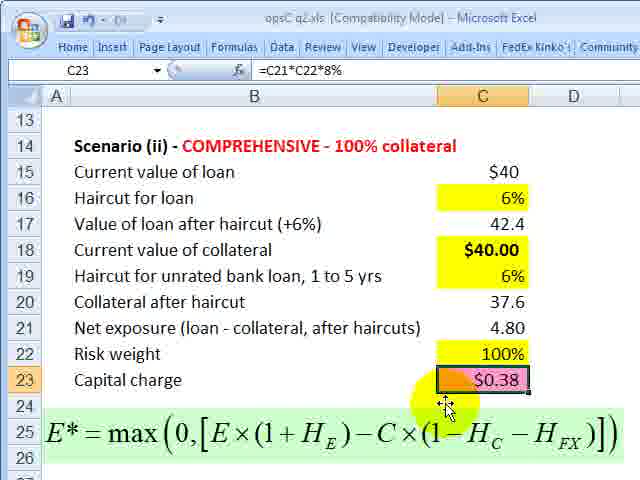 opsC q2.xls [Compatibility Mode] - Microsoft Excel
Home Insert Page Layout Formulas Data Review Developer Add-Ins FedEx Kinko's Community
C23 fx =C21*C22*8%
A B C D
13
14 Scenario (ii) - COMPREHENSIVE - 100% collateral
15 Current value of loan $40
16 Haircut for loan 6%
17 Value of loan after haircut (+6%) 42.4
18 Current value of collateral $40.00
19 Haircut for unrated bank loan, 1 to 5 yrs 6%
20 Collateral after haircut 37.6
21 Net exposure (loan - collateral, after haircuts) 4.80
22 Risk weight 100%
23 Capital charge $0.38
24
25 E* = max(0,[E×(1+H_E)−C×(1−H_C−H_FX)])
26